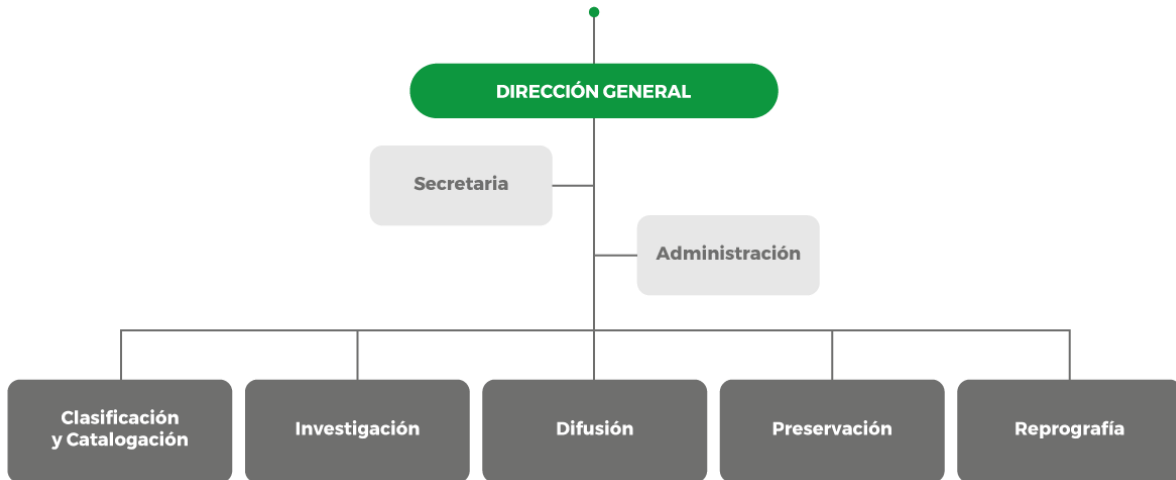 DIRECCIÓN GENERAL
Secretaria
Administración
Clasificación
y Catalogación
Investigación
Difusión
Preservación
Reprografía